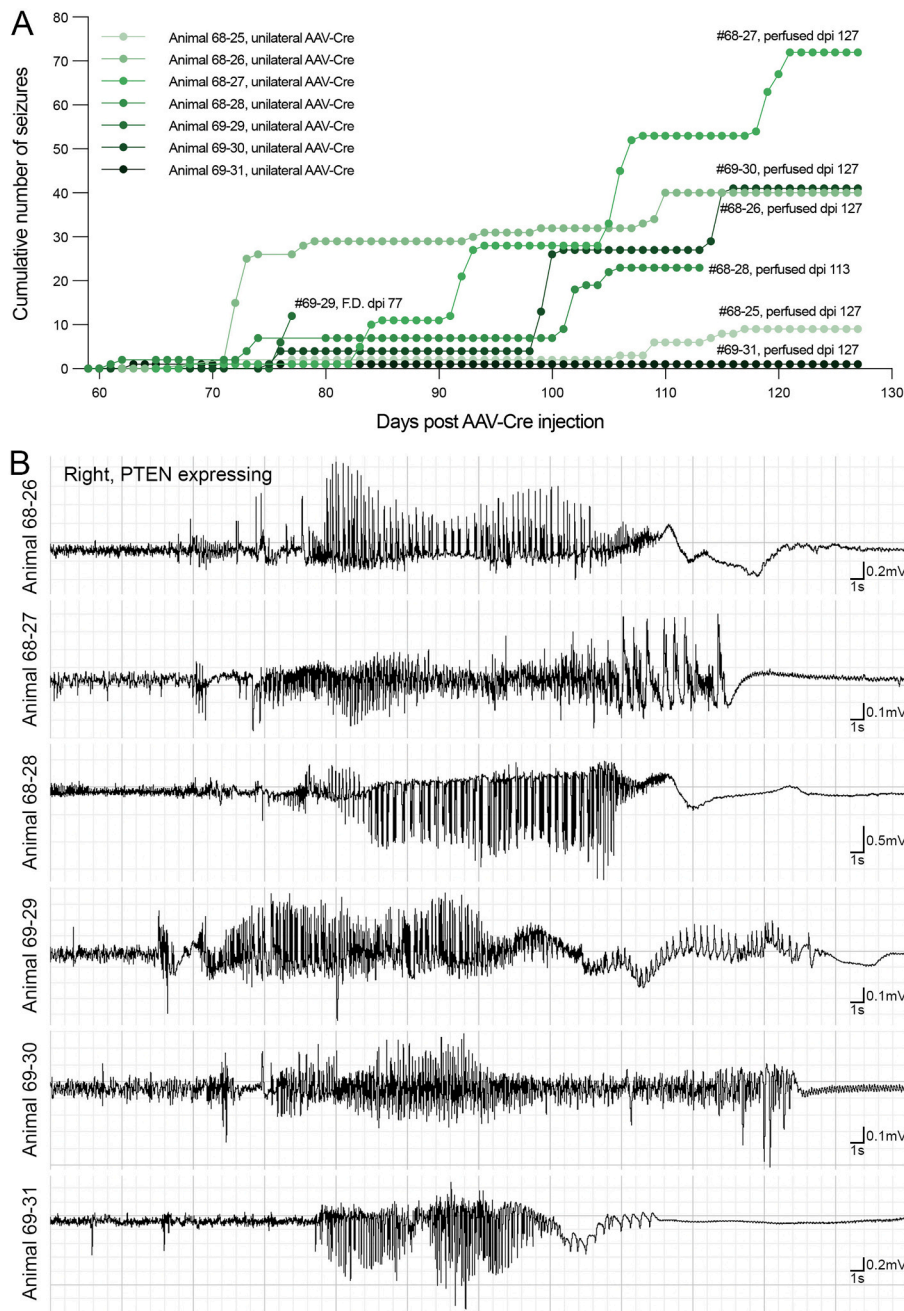 A
Cumulative number of seizures
80
70
60
50
40
30
20
10
0
Animal 68-25, unilateral AAV-Cre
Animal 68-26, unilateral AAV-Cre
Animal 68-27, unilateral AAV-Cre
Animal 68-28, unilateral AAV-Cre
Animal 69-29, unilateral AAV-Cre
Animal 69-30, unilateral AAV-Cre
Animal 69-31, unilateral AAV-Cre
#68-27, perfused dpi 127
#69-30, perfused dpi 127
#68-26, perfused dpi 127
#68-28, perfused dpi 113
#69-29, F.D. dpi 77
#68-25, perfused dpi 127
#69-31, perfused dpi 127
60 70 80 90 100 110 120 130
Days post AAV-Cre injection
B
Right, PTEN expressing
Animal 68-26
0.2mV
1s
Animal 68-27
0.1mV
1s
Animal 68-28
0.5mV
1s
Animal 69-29
0.1mV
1s
Animal 69-30
0.1mV
1s
Animal 69-31
0.2mV
1s